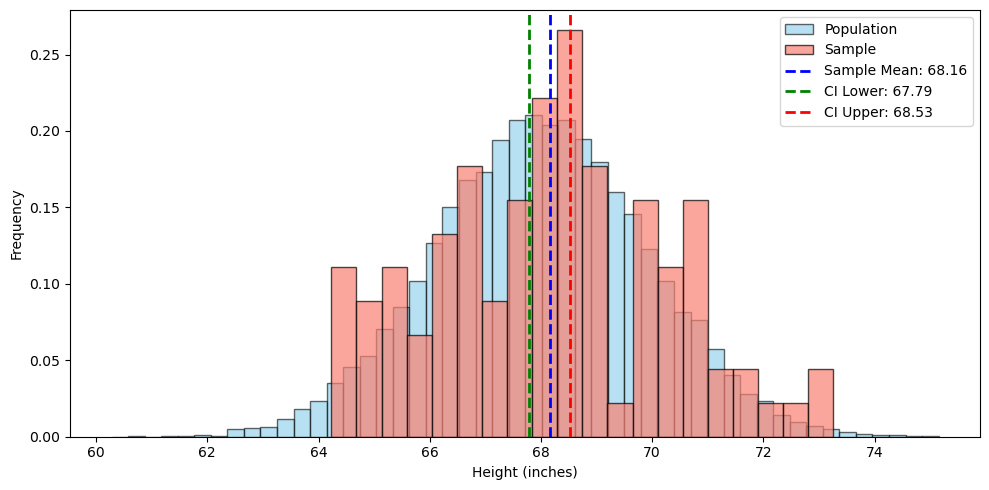 Population
Sample
Sample Mean: 68.16
CI Lower: 67.79
CI Upper: 68.53
0.25
0.20
0.15
0.10
0.05
0.00
Frequency
60 62 64 66 68 70 72 74
Height (inches)